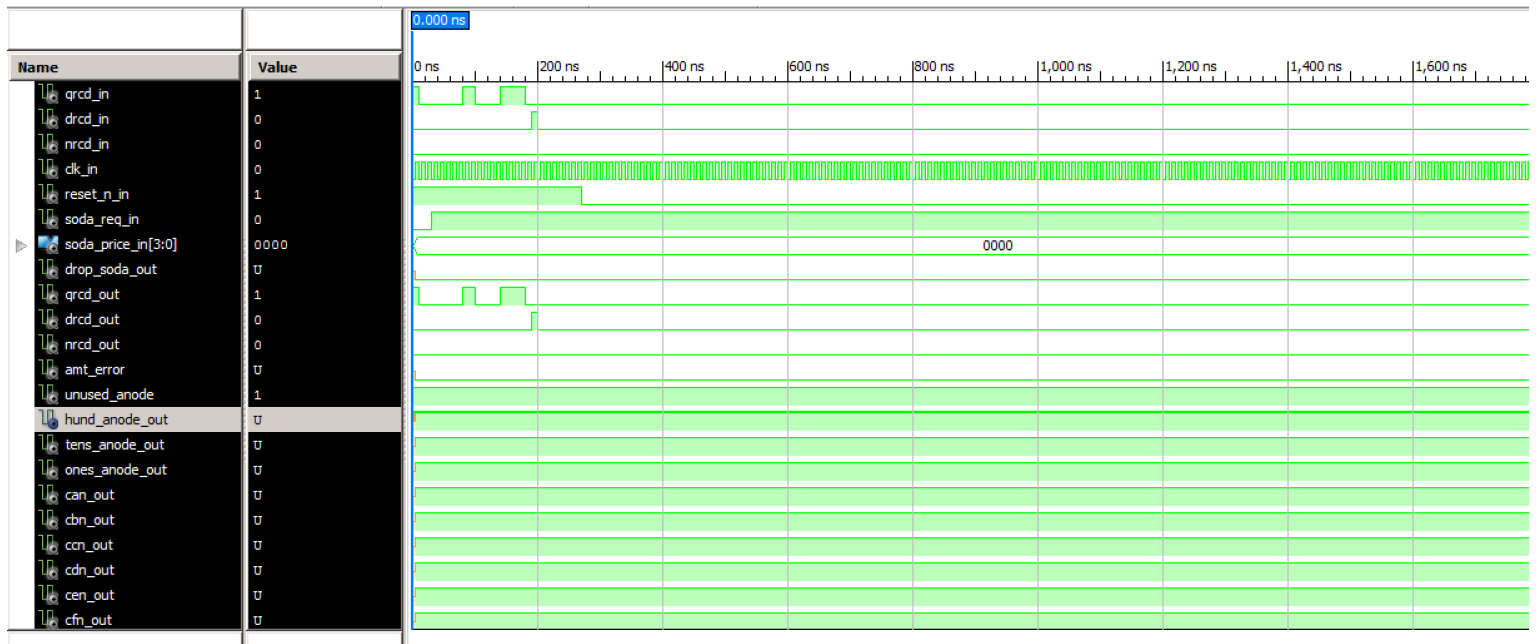 0.000 ns
Name Value 0 ns 200 ns 400 ns 600 ns 800 ns 1,000 ns 1,200 ns 1,400 ns 1,600 ns
qrcd_in 1
drcd_in 0
nrcd_in 0
clk_in 0
reset_n_in 1
soda_req_in 0
soda_price_in[3:0] 0000 0000
drop_soda_out U
qrcd_out 1
drcd_out 0
nrcd_out 0
amt_error U
unused_anode 1
hund_anode_out U
tens_anode_out U
ones_anode_out U
can_out U
cbn_out U
ccn_out U
cdn_out U
cen_out U
cfn_out U